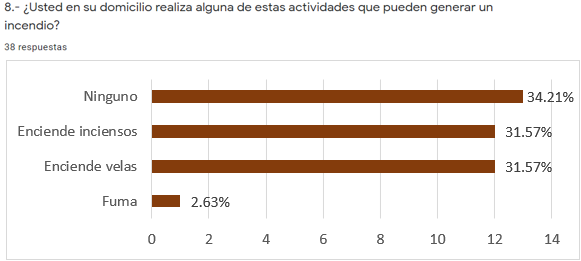 8.- ¿Usted en su domicilio realiza alguna de estas actividades que pueden generar un
incendio?
38 respuestas
Ninguno 34.21%
Enciende inciensos 31.57%
Enciende velas 31.57%
Fuma 2.63%
0 2 4 6 8 10 12 14